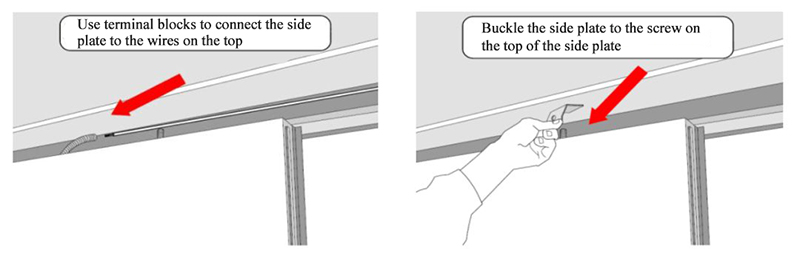 Use terminal blocks to connect the side
plate to the wires on the top
Buckle the side plate to the screw on
the top of the side plate